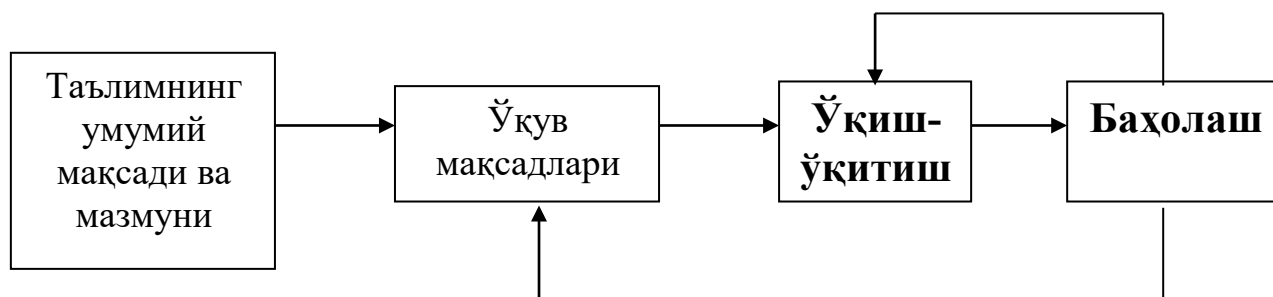 Таълимнинг
умумий
мақсади ва
мазмуни
Ўқув
мақсадлари
Ўқиш-
ўқитиш
Баҳолаш